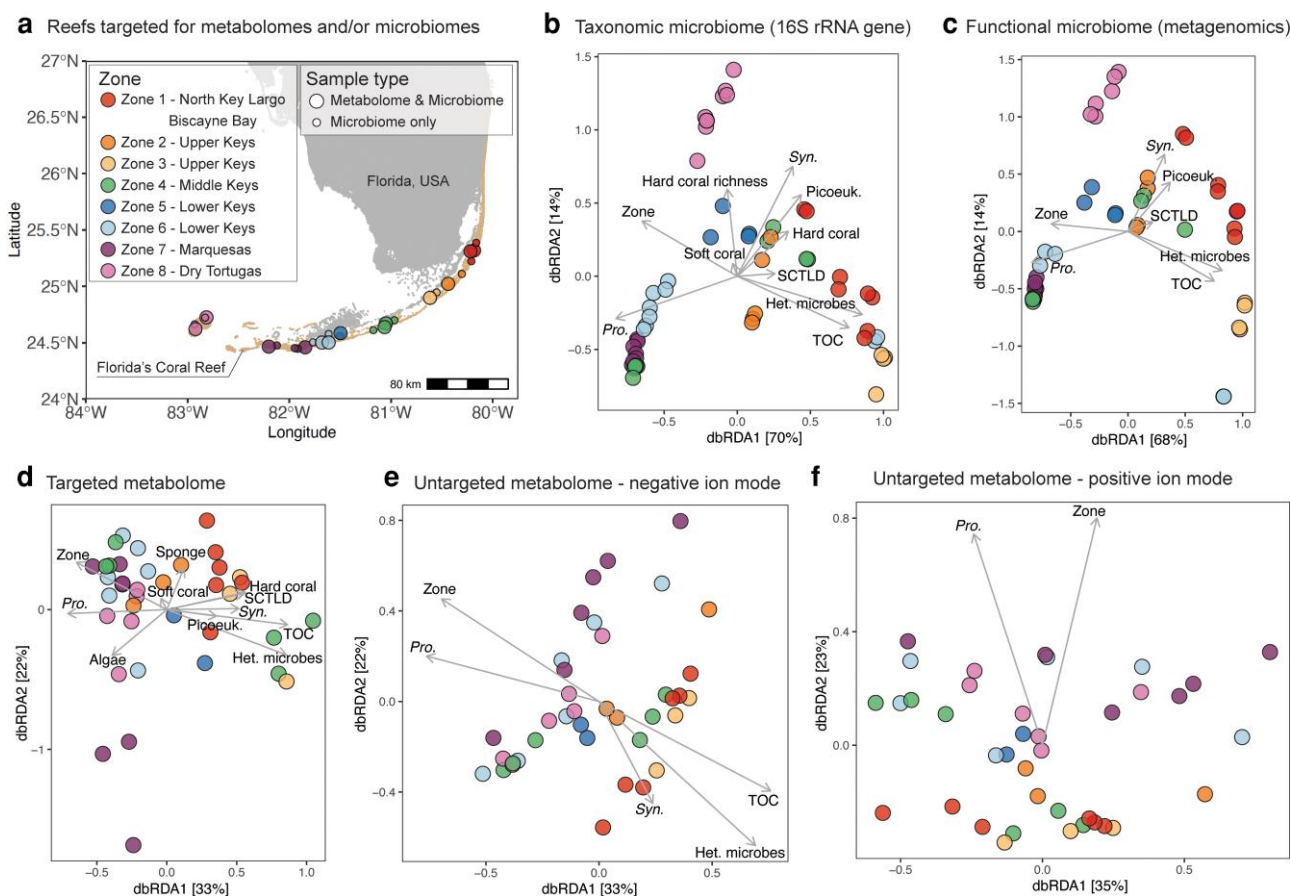 a Reefs targeted for metabolomes and/or microbiomes
27°N
26.5°N
26°N
25.5°N
25°N
24.5°N
24°N
Latitude
Zone
Zone 1 - North Key Largo
Biscayne Bay
Zone 2 - Upper Keys
Zone 3 - Upper Keys
Zone 4 - Middle Keys
Zone 5 - Lower Keys
Zone 6 - Lower Keys
Zone 7 - Marquesas
Zone 8 - Dry Tortugas
Sample type
Metabolome & Microbiome
Microbiome only
Florida, USA
Florida's Coral Reef
80 km
84°W 83°W 82°W 81°W 80°W
Longitude
b Taxonomic microbiome (16S rRNA gene)
1.5
1.0
0.5
0.0
-0.5
dbRDA2 [14%]
Syn.
Hard coral richness
Picoeuk.
Zone
Hard coral
Soft coral
SCTLD
Het. microbes
Pro.
TOC
-0.5 0.0 0.5 1.0
dbRDA1 [70%]
c Functional microbiome (metagenomics)
1.5
1.0
0.5
0.0
-0.5
-1.0
-1.5
dbRDA2 [14%]
Syn.
Picoeuk.
Zone
SCTLD
Pro.
Het. microbes
TOC
-0.5 0.0 0.5 1.0
dbRDA1 [68%]
d Targeted metabolome
0
-1
dbRDA2 [22%]
Zone
Sponge
Soft coral
Hard coral
SCTLD
Pro.
Syn.
Picoeuk.
TOC
Algae
Het. microbes
-0.5 0.0 0.5 1.0
dbRDA1 [33%]
e Untargeted metabolome - negative ion mode
0.8
0.4
0.0
-0.4
dbRDA2 [22%]
Zone
Pro.
Syn.
TOC
Het. microbes
-0.5 0.0 0.5
dbRDA1 [33%]
f Untargeted metabolome - positive ion mode
0.8
0.4
0.0
dbRDA2 [23%]
Pro.
Zone
-0.5 0.0 0.5
dbRDA1 [35%]